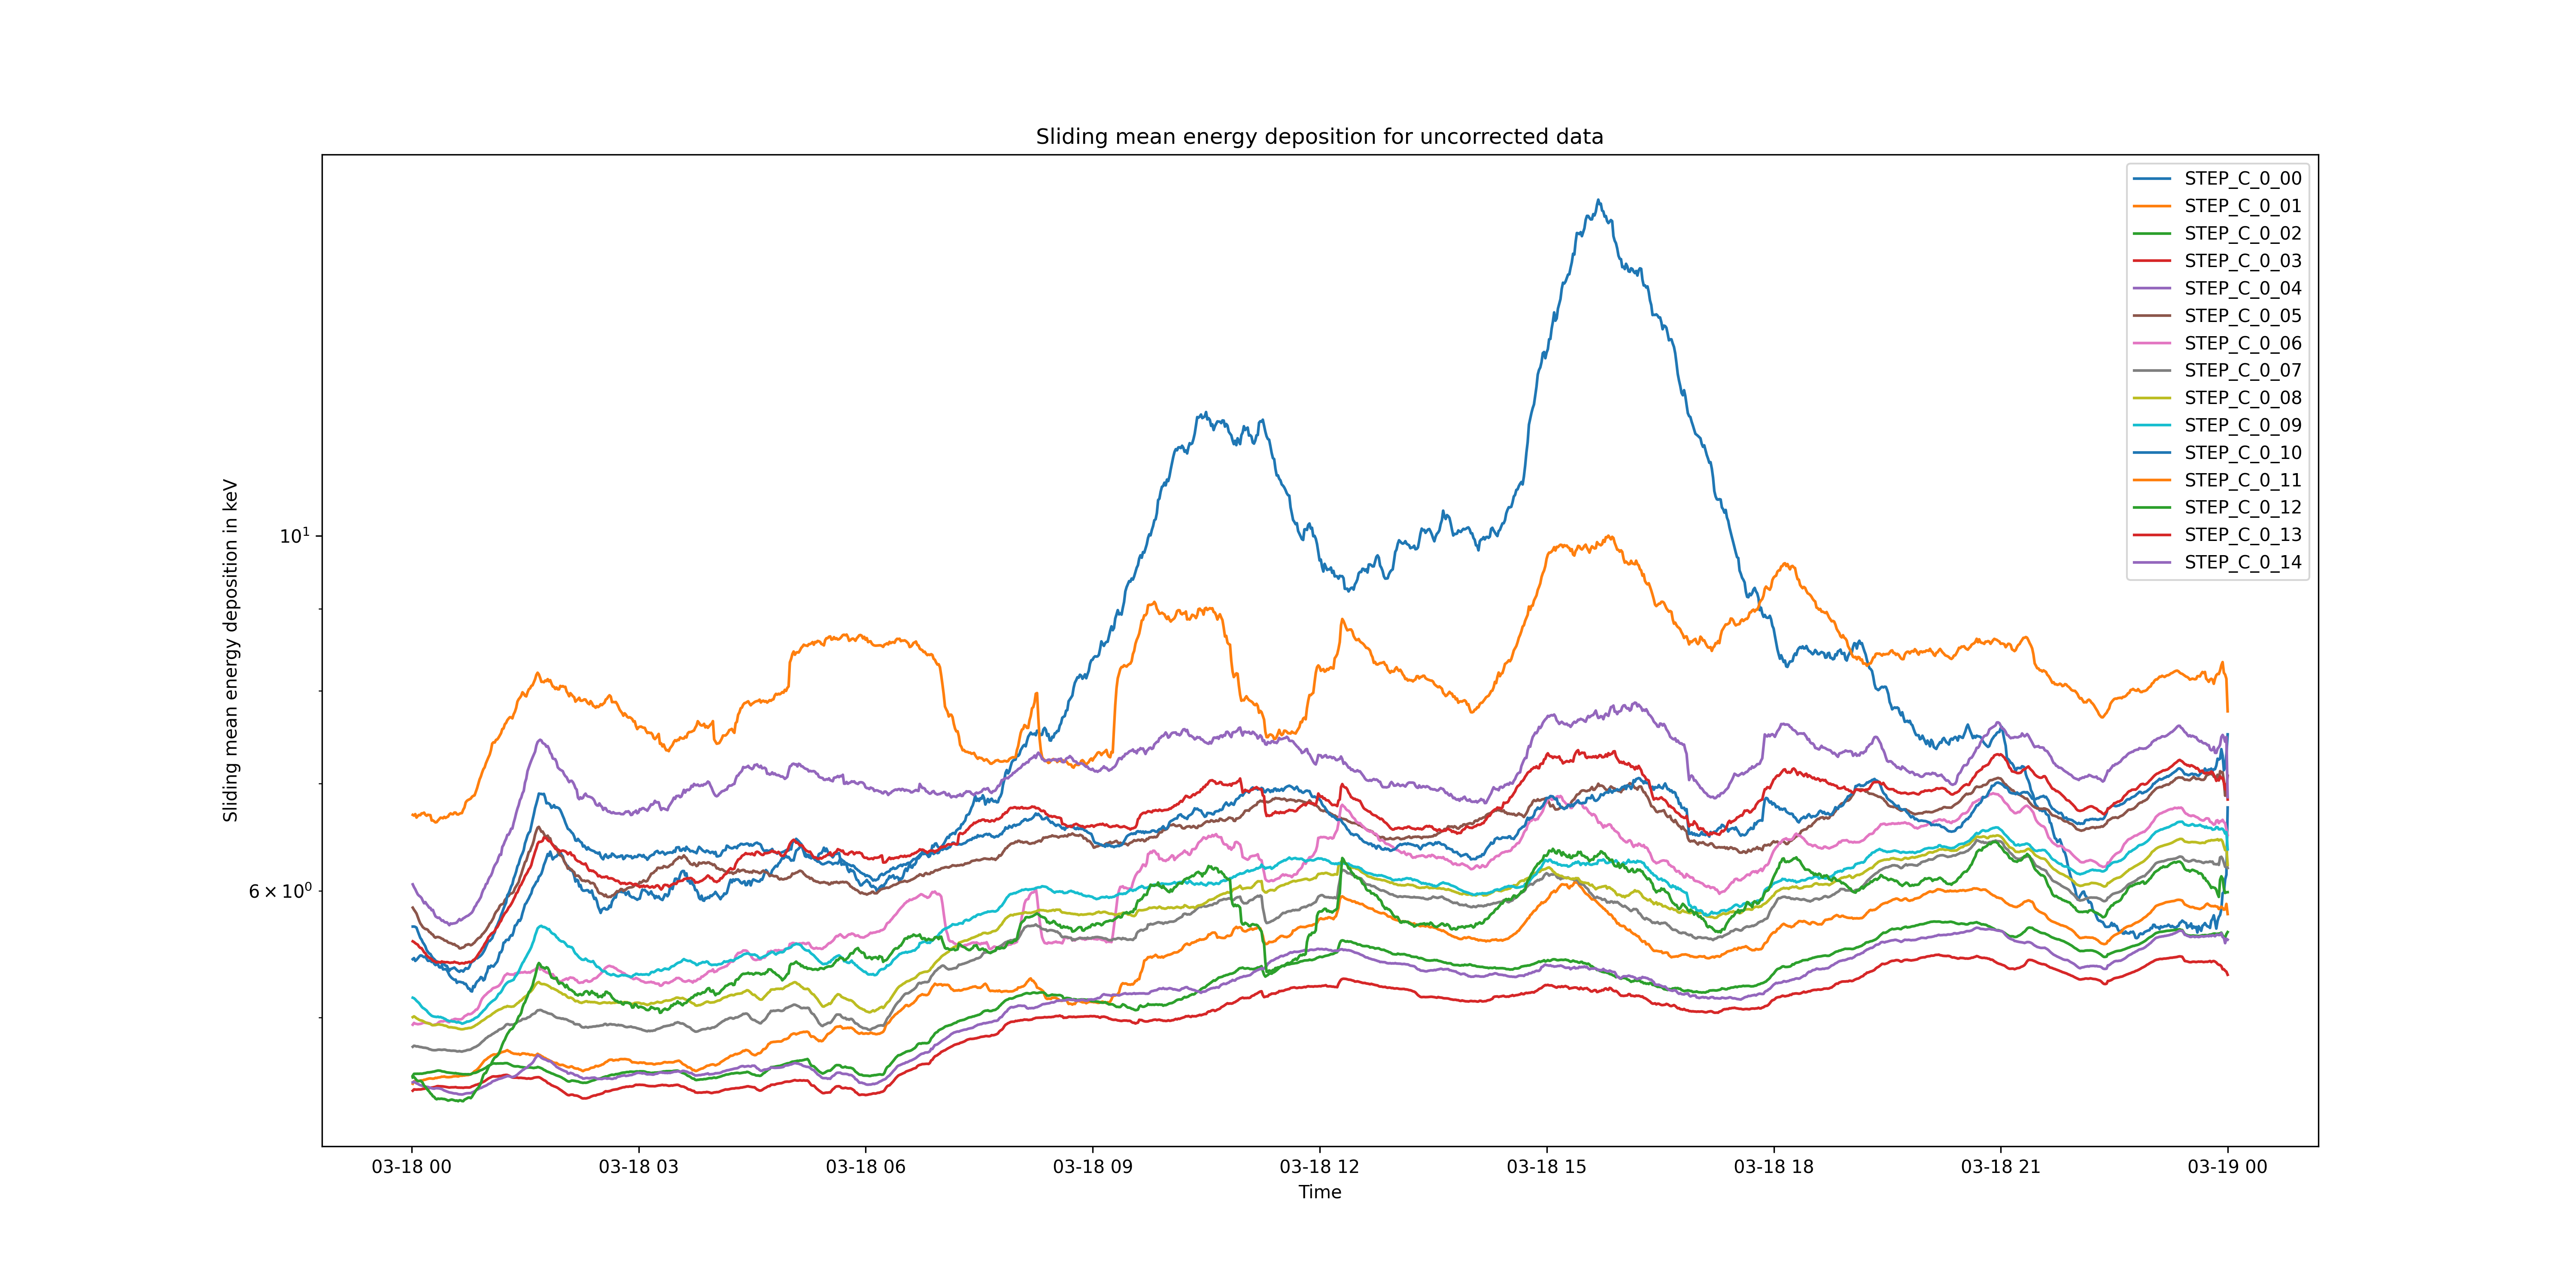 Sliding mean energy deposition for uncorrected data
STEP_C_0_00
STEP_C_0_01
STEP_C_0_02
STEP_C_0_03
STEP_C_0_04
STEP_C_0_05
STEP_C_0_06
STEP_C_0_07
STEP_C_0_08
STEP_C_0_09
STEP_C_0_10
STEP_C_0_11
STEP_C_0_12
STEP_C_0_13
STEP_C_0_14
Sliding mean energy deposition in keV
10¹
6 × 10⁰
03-18 00 03-18 03 03-18 06 03-18 09 03-18 12 03-18 15 03-18 18 03-18 21 03-19 00
Time